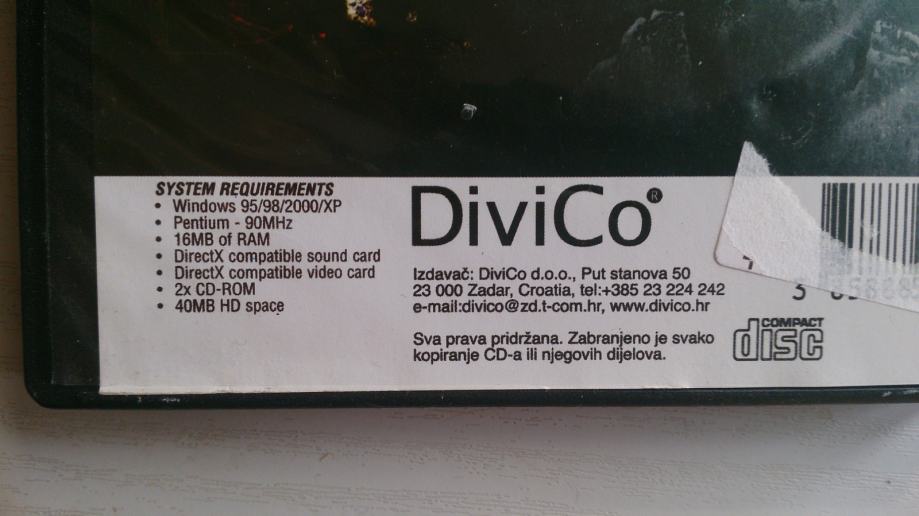 SYSTEM REQUIREMENTS
• Windows 95/98/2000/XP
• Pentium - 90MHz
• 16MB of RAM
• DirectX compatible sound card
• DirectX compatible video card
• 2x CD-ROM
• 40MB HD space
DiviCo®
Izdavač: DiviCo d.o.o., Put stanova 50
23 000 Zadar, Croatia, tel:+385 23 224 242
e-mail:divico@zd.t-com.hr, www.divico.hr
Sva prava pridržana. Zabranjeno je svako
kopiranje CD-a ili njegovih dijelova.
COMPACT
disc